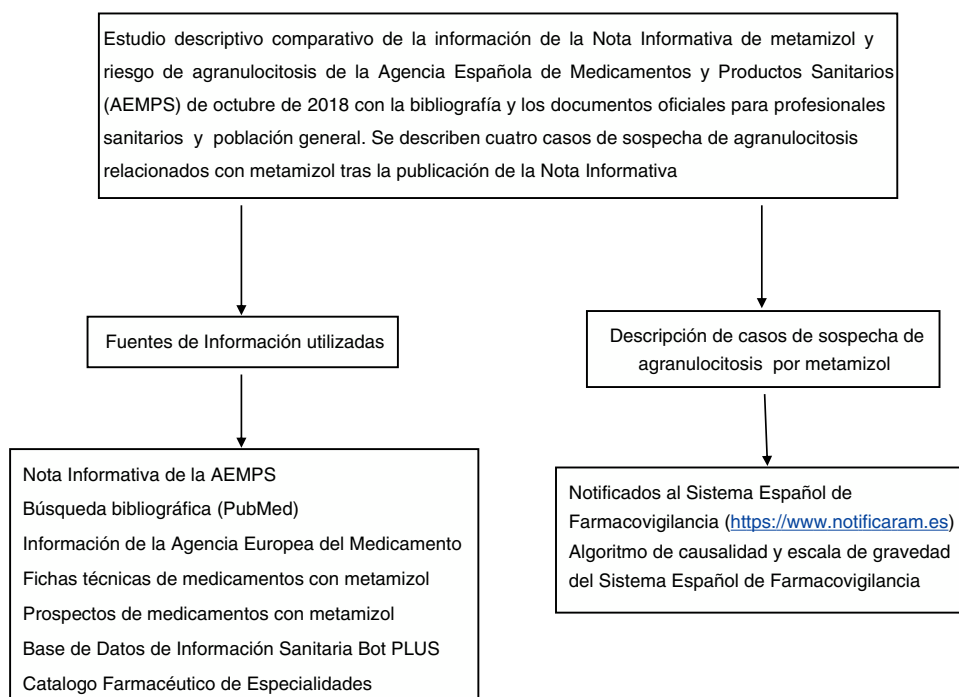 Estudio descriptivo comparativo de la información de la Nota Informativa de metamizol y
riesgo de agranulocitosis de la Agencia Española de Medicamentos y Productos Sanitarios
(AEMPS) de octubre de 2018 con la bibliografía y los documentos oficiales para profesionales
sanitarios y población general. Se describen cuatro casos de sospecha de agranulocitosis
relacionados con metamizol tras la publicación de la Nota Informativa
Fuentes de Información utilizadas
Nota Informativa de la AEMPS
Búsqueda bibliográfica (PubMed)
Información de la Agencia Europea del Medicamento
Fichas técnicas de medicamentos con metamizol
Prospectos de medicamentos con metamizol
Base de Datos de Información Sanitaria Bot PLUS
Catalogo Farmacéutico de Especialidades
Descripción de casos de sospecha de
agranulocitosis por metamizol
Notificados al Sistema Español de
Farmacovigilancia (https://www.notificaram.es)
Algoritmo de causalidad y escala de gravedad
del Sistema Español de Farmacovigilancia